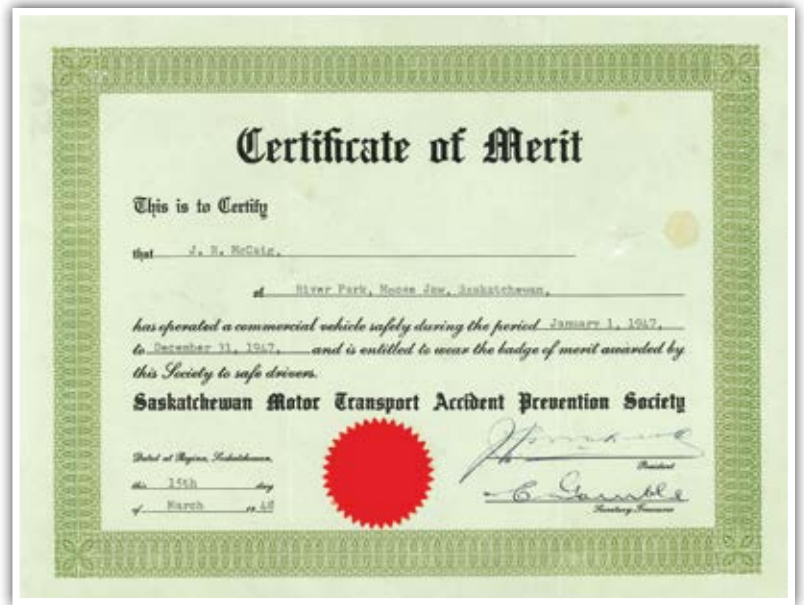 Certificate of Merit
This is to Certify
that J. R. McCaig,
of River Park, Moose Jaw, Saskatchewan,
has operated a commercial vehicle safely during the period January 1, 1947,
to December 31, 1947, and is entitled to wear the badge of merit awarded by
this Society to safe drivers.
Saskatchewan Motor Transport Accident Prevention Society
Dated at Regina, Saskatchewan,
this 15th day
of March 19 48
President
C Gamble
Secretary Treasurer